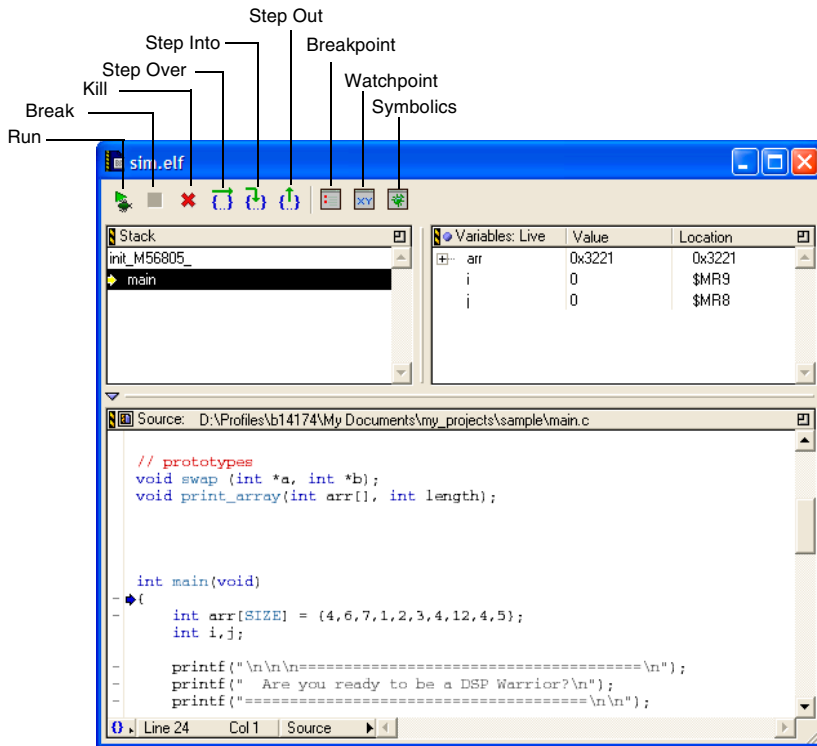 Step Out
Step Into
Breakpoint
Step Over
Watchpoint
Kill
Symbolics
Break
Run
sim.elf
XY
Stack
init_M56805_
main
Variables: Live Value Location
arr 0x3221 0x3221
i 0 $MR9
j 0 $MR8
Source: D:\Profiles\b14174\My Documents\my_projects\sample\main.c
// prototypes
void swap (int *a, int *b);
void print_array(int arr[], int length);
int main(void)
{
int arr[SIZE] = {4,6,7,1,2,3,4,12,4,5};
int i,j;
printf("\n\n\n======================================\n");
printf("  Are you ready to be a DSP Warrior?\n");
printf("======================================\n\n");
Line 24 Col 1 Source